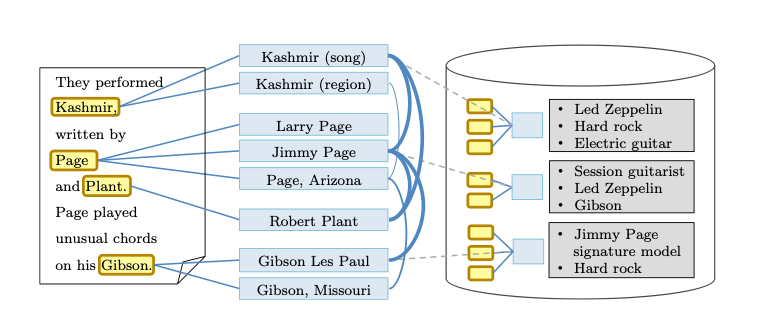 They performed
Kashmir,
written by
Page
and Plant.
Page played
unusual chords
on his Gibson.
Kashmir (song)
Kashmir (region)
Larry Page
Jimmy Page
Page, Arizona
Robert Plant
Gibson Les Paul
Gibson, Missouri
• Led Zeppelin
• Hard rock
• Electric guitar
• Session guitarist
• Led Zeppelin
• Gibson
• Jimmy Page
signature model
• Hard rock